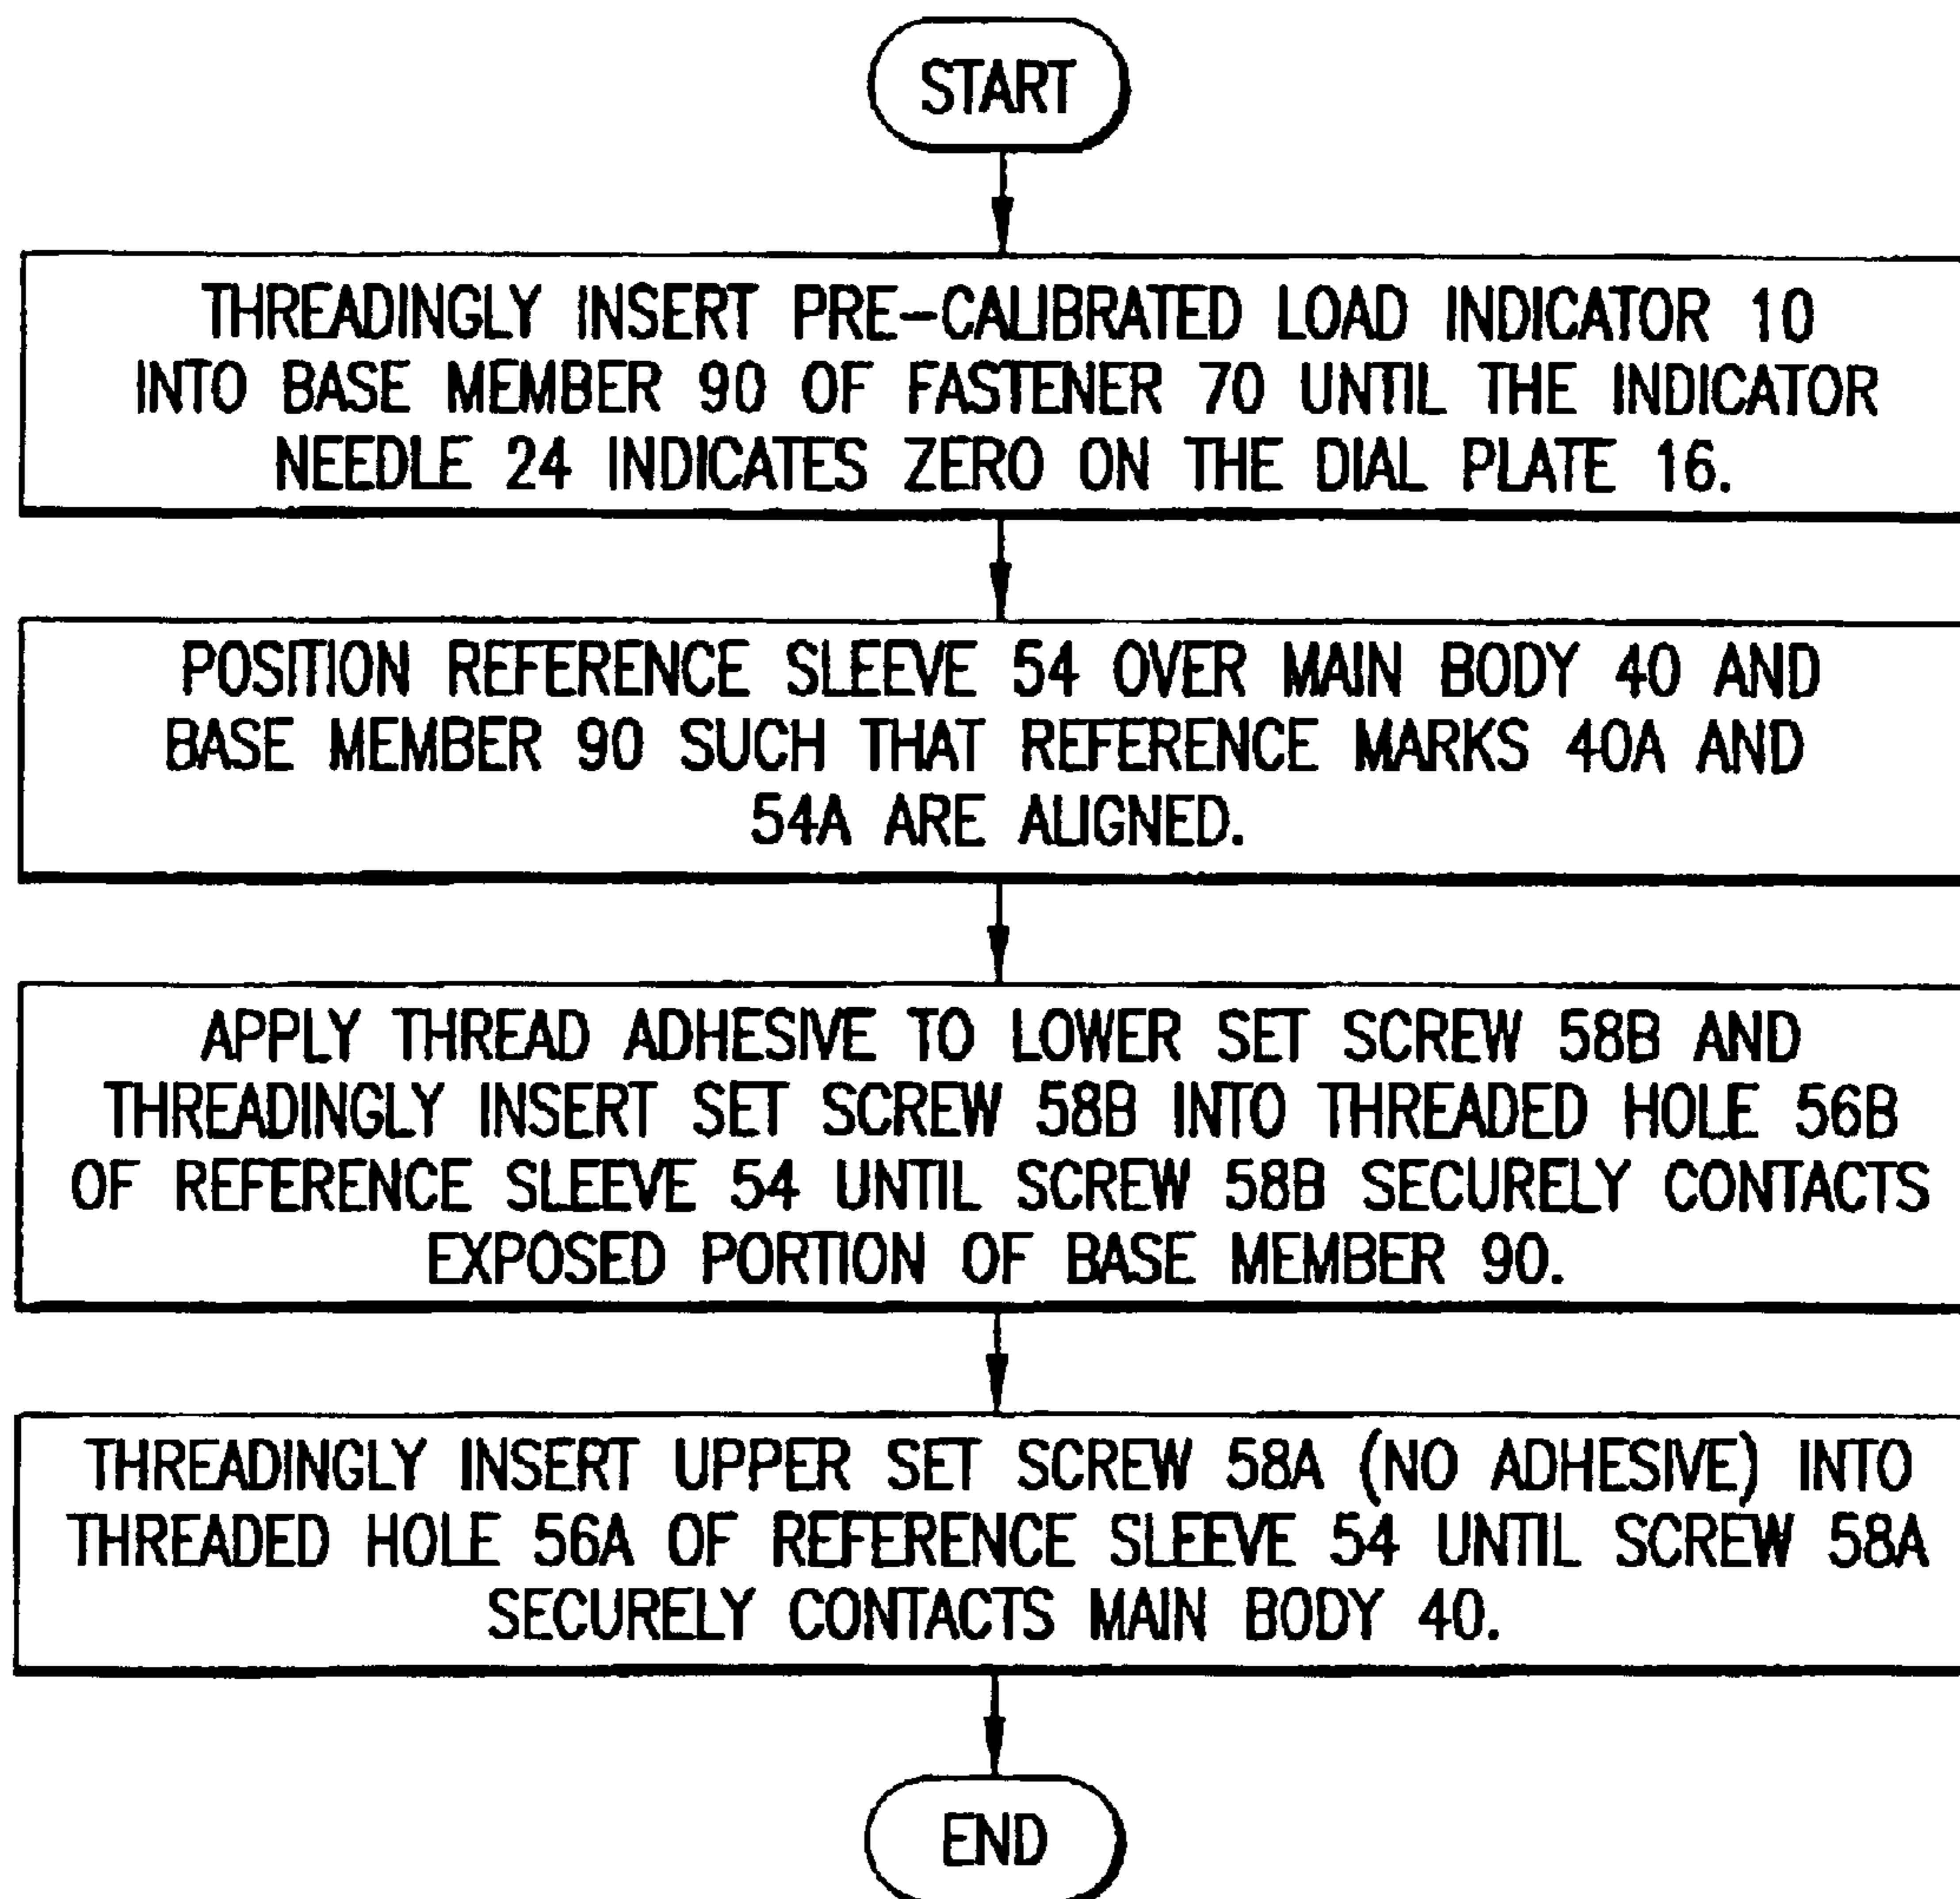 START
THREADINGLY INSERT PRE-CALIBRATED LOAD INDICATOR 10
INTO BASE MEMBER 90 OF FASTENER 70 UNTIL THE INDICATOR
NEEDLE 24 INDICATES ZERO ON THE DIAL PLATE 16.
POSITION REFERENCE SLEEVE 54 OVER MAIN BODY 40 AND
BASE MEMBER 90 SUCH THAT REFERENCE MARKS 40A AND
54A ARE ALIGNED.
APPLY THREAD ADHESIVE TO LOWER SET SCREW 58B AND
THREADINGLY INSERT SET SCREW 58B INTO THREADED HOLE 56B
OF REFERENCE SLEEVE 54 UNTIL SCREW 58B SECURELY CONTACTS
EXPOSED PORTION OF BASE MEMBER 90.
THREADINGLY INSERT UPPER SET SCREW 58A (NO ADHESIVE) INTO
THREADED HOLE 56A OF REFERENCE SLEEVE 54 UNTIL SCREW 58A
SECURELY CONTACTS MAIN BODY 40.
END